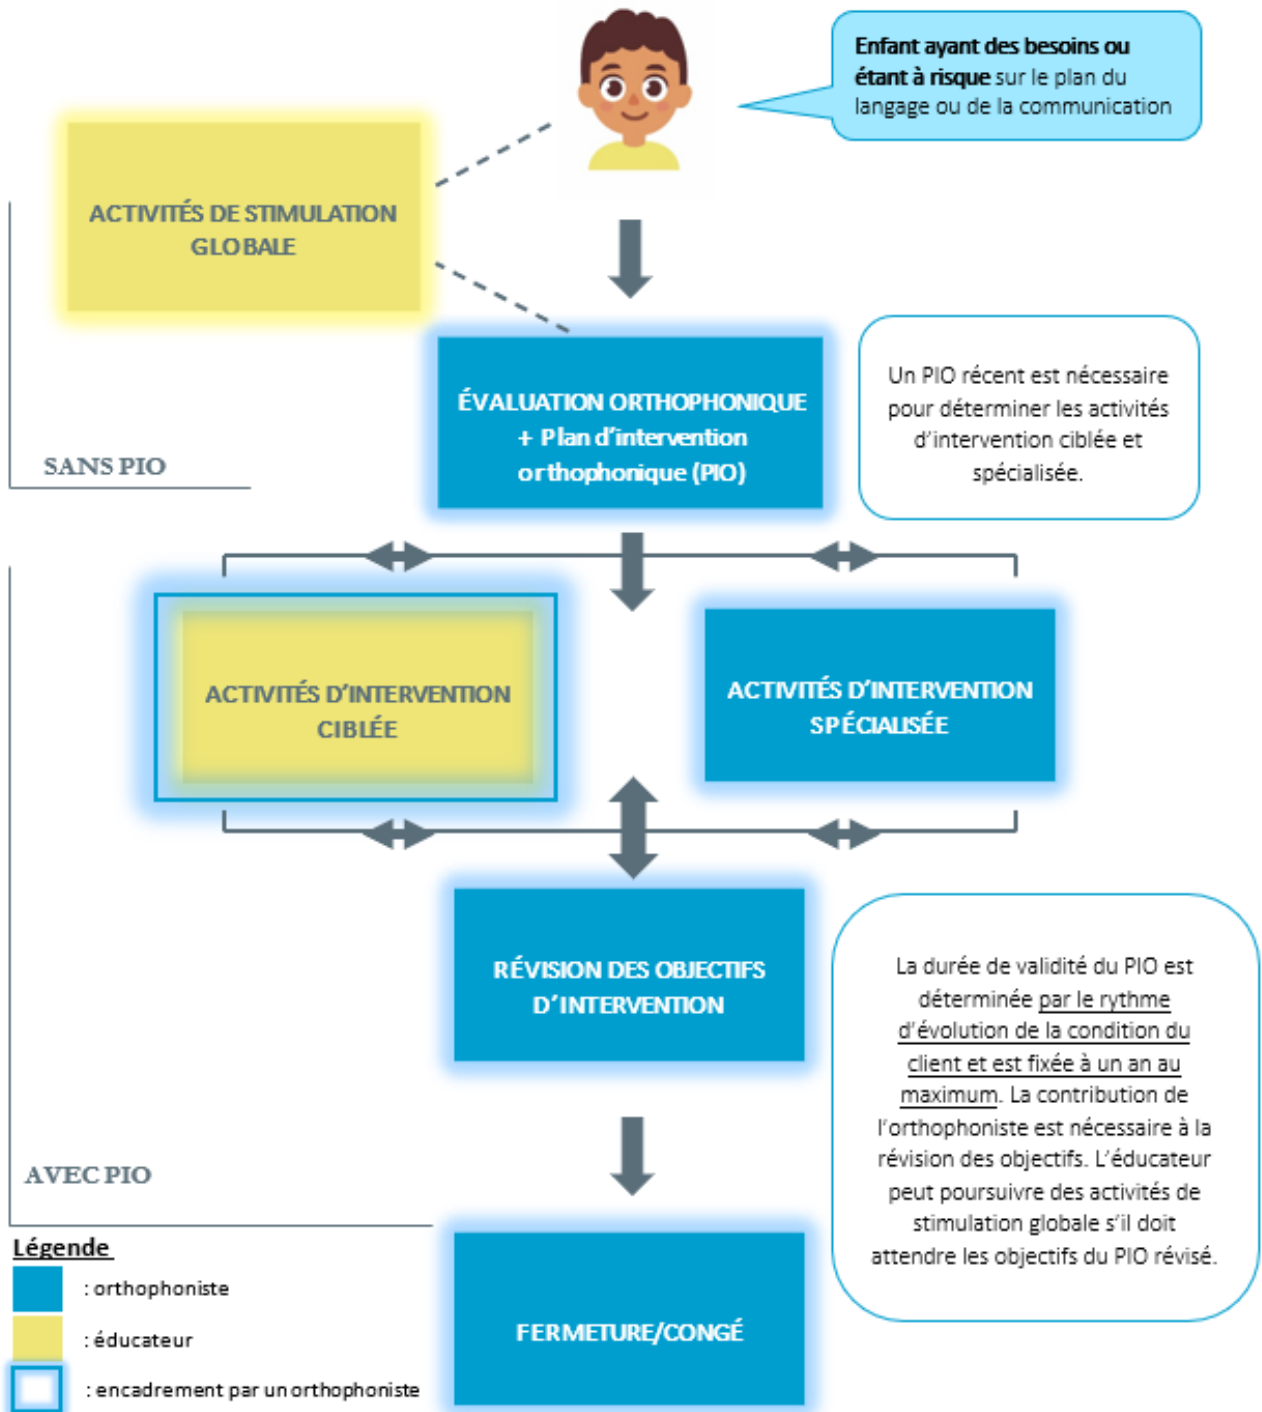 Enfant ayant des besoins ou
étant à risque sur le plan du
langage ou de la communication
ACTIVITÉS DE STIMULATION
GLOBALE
ÉVALUATION ORTHOPHONIQUE
+ Plan d'intervention
orthophonique (PIO)
Un PIO récent est nécessaire
pour déterminer les activités
d'intervention ciblée et
spécialisée.
SANS PIO
ACTIVITÉS D'INTERVENTION
CIBLÉE
ACTIVITÉS D'INTERVENTION
SPÉCIALISÉE
RÉVISION DES OBJECTIFS
D'INTERVENTION
La durée de validité du PIO est
déterminée par le rythme
d'évolution de la condition du
client et est fixée à un an au
maximum. La contribution de
l'orthophoniste est nécessaire à la
révision des objectifs. L'éducateur
peut poursuivre des activités de
stimulation globale s'il doit
attendre les objectifs du PIO révisé.
AVEC PIO
Légende
: orthophoniste
: éducateur
: encadrement par un orthophoniste
FERMETURE/CONGÉ